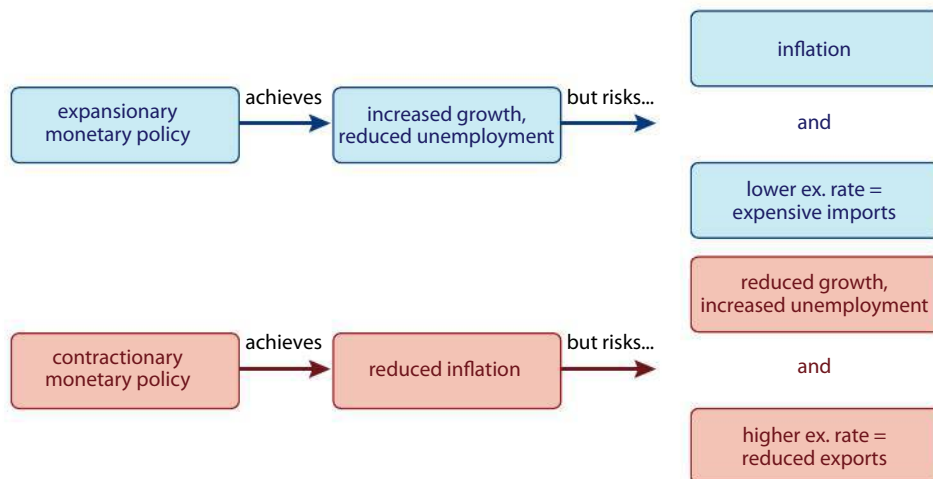 expansionary
monetary policy
achieves
increased growth,
reduced unemployment
but risks...
inflation
and
lower ex. rate =
expensive imports
contractionary
monetary policy
achieves
reduced inflation
but risks...
reduced growth,
increased unemployment
and
higher ex. rate =
reduced exports